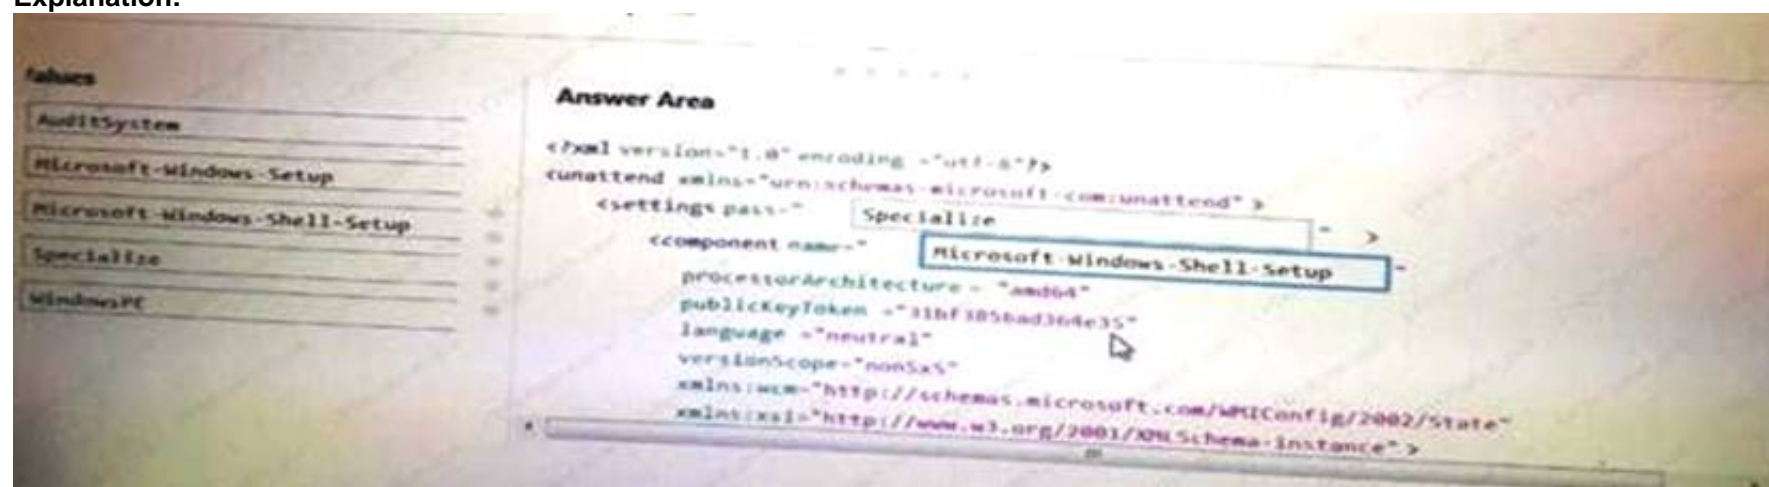 Explanation:
Values
AuditSystem
Microsoft-Windows-Setup
Microsoft-Windows-Shell-Setup
Specialize
WindowsPE
Answer Area
<?xml version="1.0" encoding ="utf-8"?>
<unattend xmlns="urn:schemas-microsoft-com:unattend" >
<settings pass=" Specialize " >
<component name=" Microsoft-Windows-Shell-Setup "
processorArchitecture = "amd64"
publicKeyToken ="31bf3856ad364e35"
language ="neutral"
versionScope="nonSxS"
xmlns:wcm="http://schemas.microsoft.com/WMIConfig/2002/State"
xmlns:xsi="http://www.w3.org/2001/XMLSchema-instance" >